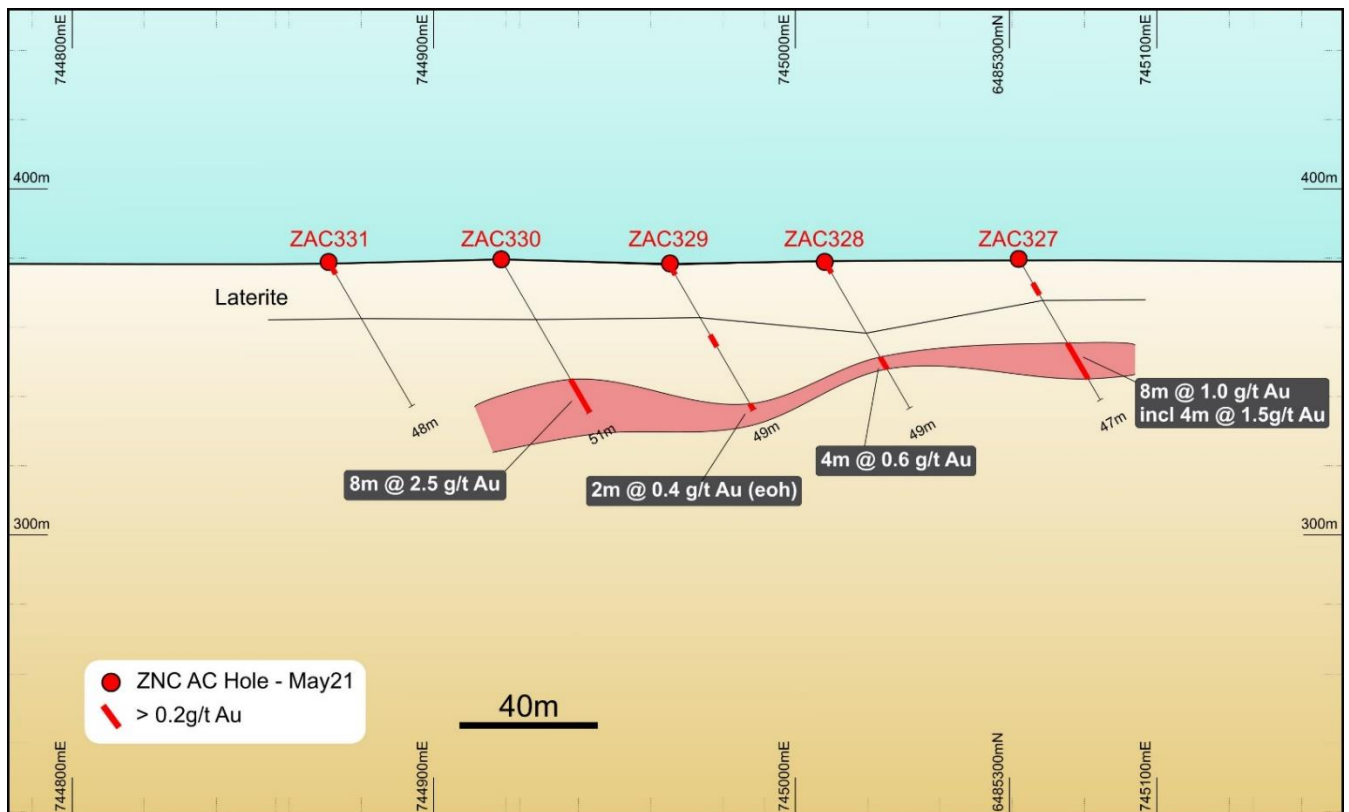 744800mE
744900mE
745000mE
6485300mN
745100mE
400m
400m
ZAC331
ZAC330
ZAC329
ZAC328
ZAC327
Laterite
48m
51m
49m
49m
47m
8m @ 1.0 g/t Au
incl 4m @ 1.5g/t Au
4m @ 0.6 g/t Au
8m @ 2.5 g/t Au
2m @ 0.4 g/t Au (eoh)
300m
300m
ZNC AC Hole - May21
> 0.2g/t Au
40m
744800mE
744900mE
745000mE
6485300mN
745100mE